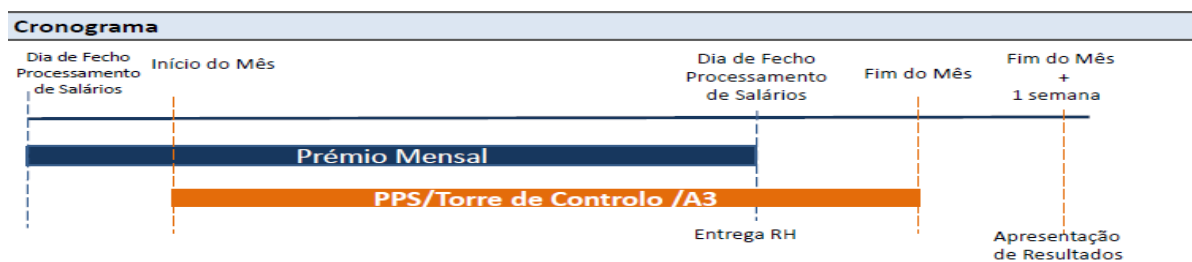 Cronograma
Dia de Fecho
Processamento
de Salários
Início do Mês
Dia de Fecho
Processamento
de Salários
Fim do Mês
Fim do Mês
+
1 semana
Prémio Mensal
PPS/Torre de Controlo /A3
Entrega RH
Apresentação
de Resultados